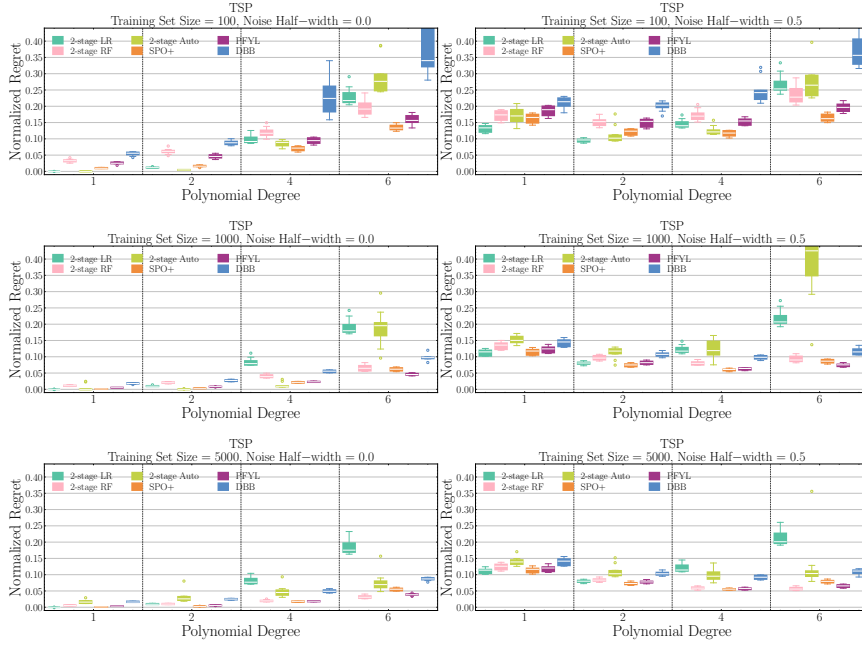 TSP
Training Set Size = 100, Noise Half−width = 0.0
2-stage LR 2-stage Auto PFYL
2-stage RF SPO+ DBB
Normalized Regret
0.40
0.35
0.30
0.25
0.20
0.15
0.10
0.05
0.00
1 2 4 6
Polynomial Degree
TSP
Training Set Size = 100, Noise Half−width = 0.5
2-stage LR 2-stage Auto PFYL
2-stage RF SPO+ DBB
Normalized Regret
0.40
0.35
0.30
0.25
0.20
0.15
0.10
0.05
0.00
1 2 4 6
Polynomial Degree
TSP
Training Set Size = 1000, Noise Half−width = 0.0
2-stage LR 2-stage Auto PFYL
2-stage RF SPO+ DBB
Normalized Regret
0.40
0.35
0.30
0.25
0.20
0.15
0.10
0.05
0.00
1 2 4 6
Polynomial Degree
TSP
Training Set Size = 1000, Noise Half−width = 0.5
2-stage LR 2-stage Auto PFYL
2-stage RF SPO+ DBB
Normalized Regret
0.40
0.35
0.30
0.25
0.20
0.15
0.10
0.05
0.00
1 2 4 6
Polynomial Degree
TSP
Training Set Size = 5000, Noise Half−width = 0.0
2-stage LR 2-stage Auto PFYL
2-stage RF SPO+ DBB
Normalized Regret
0.40
0.35
0.30
0.25
0.20
0.15
0.10
0.05
0.00
1 2 4 6
Polynomial Degree
TSP
Training Set Size = 5000, Noise Half−width = 0.5
2-stage LR 2-stage Auto PFYL
2-stage RF SPO+ DBB
Normalized Regret
0.40
0.35
0.30
0.25
0.20
0.15
0.10
0.05
0.00
1 2 4 6
Polynomial Degree